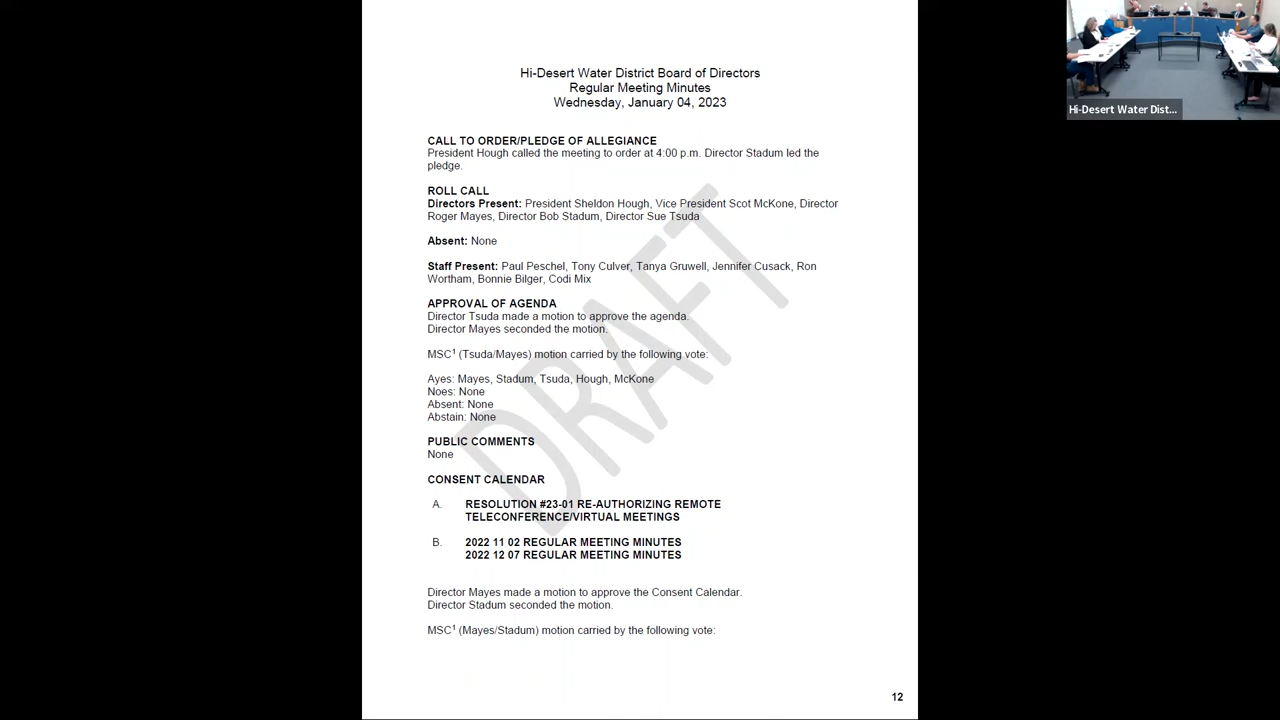 Hi-Desert Water District Board of Directors
Regular Meeting Minutes
Wednesday, January 04, 2023
Hi-Desert Water Dist...
CALL TO ORDER/PLEDGE OF ALLEGIANCE
President Hough called the meeting to order at 4:00 p.m. Director Stadum led the
pledge.
ROLL CALL
Directors Present: President Sheldon Hough, Vice President Scot McKone, Director
Roger Mayes, Director Bob Stadum, Director Sue Tsuda
Absent: None
Staff Present: Paul Peschel, Tony Culver, Tanya Gruwell, Jennifer Cusack, Ron
Wortham, Bonnie Bilger, Codi Mix
APPROVAL OF AGENDA
Director Tsuda made a motion to approve the agenda.
Director Mayes seconded the motion.
MSC¹ (Tsuda/Mayes) motion carried by the following vote:
Ayes: Mayes, Stadum, Tsuda, Hough, McKone
Noes: None
Absent: None
Abstain: None
PUBLIC COMMENTS
None
CONSENT CALENDAR
A. RESOLUTION #23-01 RE-AUTHORIZING REMOTE
TELECONFERENCE/VIRTUAL MEETINGS
B. 2022 11 02 REGULAR MEETING MINUTES
2022 12 07 REGULAR MEETING MINUTES
Director Mayes made a motion to approve the Consent Calendar.
Director Stadum seconded the motion.
MSC¹ (Mayes/Stadum) motion carried by the following vote:
12
DRAFT